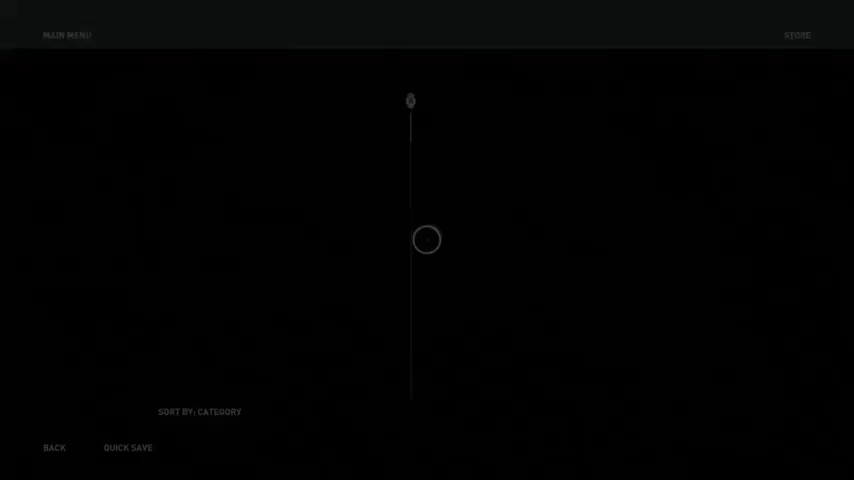 MAIN MENU
STORE
SORT BY: CATEGORY
BACK
QUICK SAVE